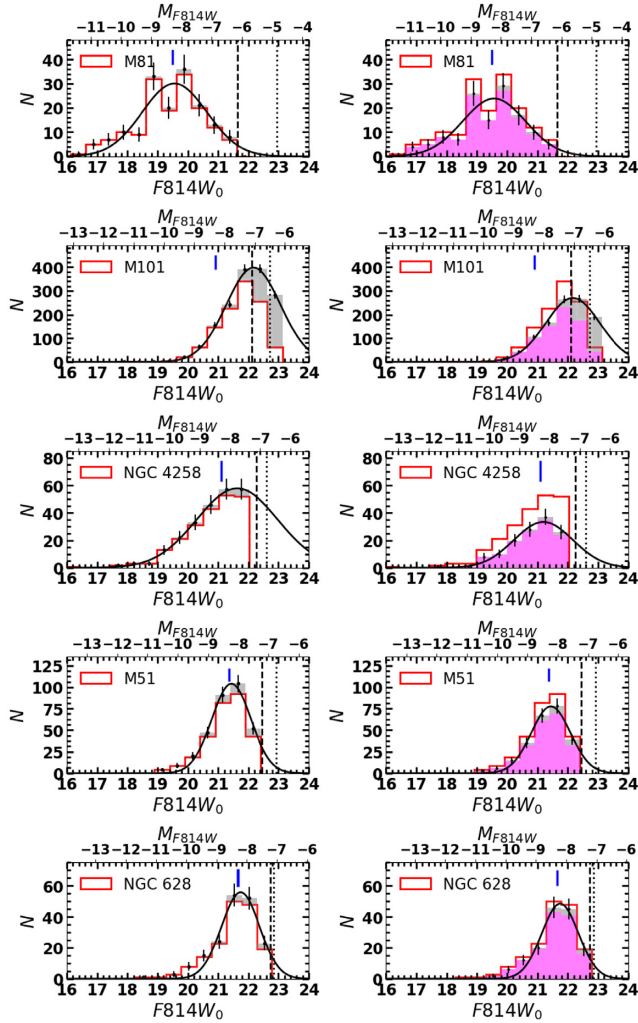 M_F814W M_F814W
−11 −10 −9 −8 −7 −6 −5 −4 −11 −10 −9 −8 −7 −6 −5 −4
M81 M81
N 40 30 20 10 0 N 40 30 20 10 0
16 17 18 19 20 21 22 23 24 16 17 18 19 20 21 22 23 24
F814W_0 F814W_0
M_F814W M_F814W
−13 −12 −11 −10 −9 −8 −7 −6 −13 −12 −11 −10 −9 −8 −7 −6
M101 M101
N 400 300 200 100 0 N 400 300 200 100 0
16 17 18 19 20 21 22 23 24 16 17 18 19 20 21 22 23 24
F814W_0 F814W_0
M_F814W M_F814W
−13 −12 −11 −10 −9 −8 −7 −6 −13 −12 −11 −10 −9 −8 −7 −6
NGC 4258 NGC 4258
N 80 60 40 20 0 N 80 60 40 20 0
16 17 18 19 20 21 22 23 24 16 17 18 19 20 21 22 23 24
F814W_0 F814W_0
M_F814W M_F814W
−13 −12 −11 −10 −9 −8 −7 −6 −13 −12 −11 −10 −9 −8 −7 −6
M51 M51
N 125 100 75 50 25 0 N 125 100 75 50 25 0
16 17 18 19 20 21 22 23 24 16 17 18 19 20 21 22 23 24
F814W_0 F814W_0
M_F814W M_F814W
−13 −12 −11 −10 −9 −8 −7 −6 −13 −12 −11 −10 −9 −8 −7 −6
NGC 628 NGC 628
N 60 40 20 0 N 60 40 20 0
16 17 18 19 20 21 22 23 24 16 17 18 19 20 21 22 23 24
F814W_0 F814W_0